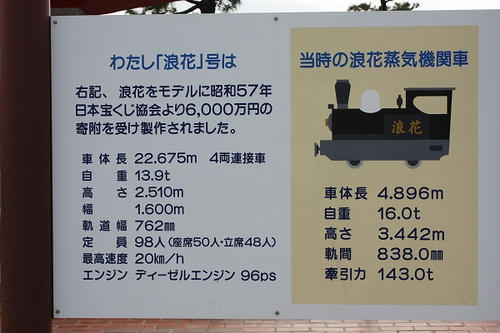 わたし「浪花」号は
右記、浪花をモデルに昭和57年
日本宝くじ協会より6,000万円の
寄附を受け製作されました。
車体長 22.675m 4両連接車
自重 13.9t
高さ 2.510m
幅 1.600m
軌道幅 762㎜
定員 98人(座席50人・立席48人)
最高速度 20km/h
エンジン ディーゼルエンジン 96ps
当時の浪花蒸気機関車
浪花
車体長 4.896m
自重 16.0t
高さ 3.442m
軌間 838.0㎜
牽引力 143.0t